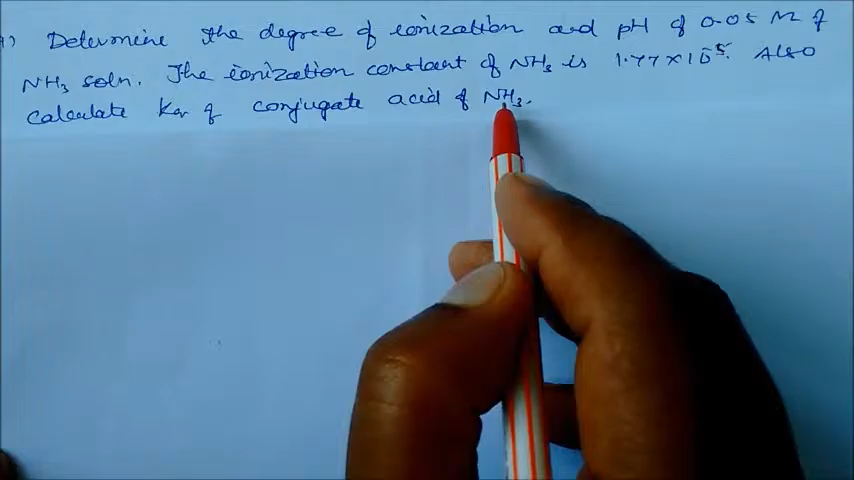 Determine the degree of ionization and pH of 0.05 M of
NH3 soln. The ionization constant of NH3 is 1.77 × 10^-5. Also
calculate Ka of conjugate acid of NH3.